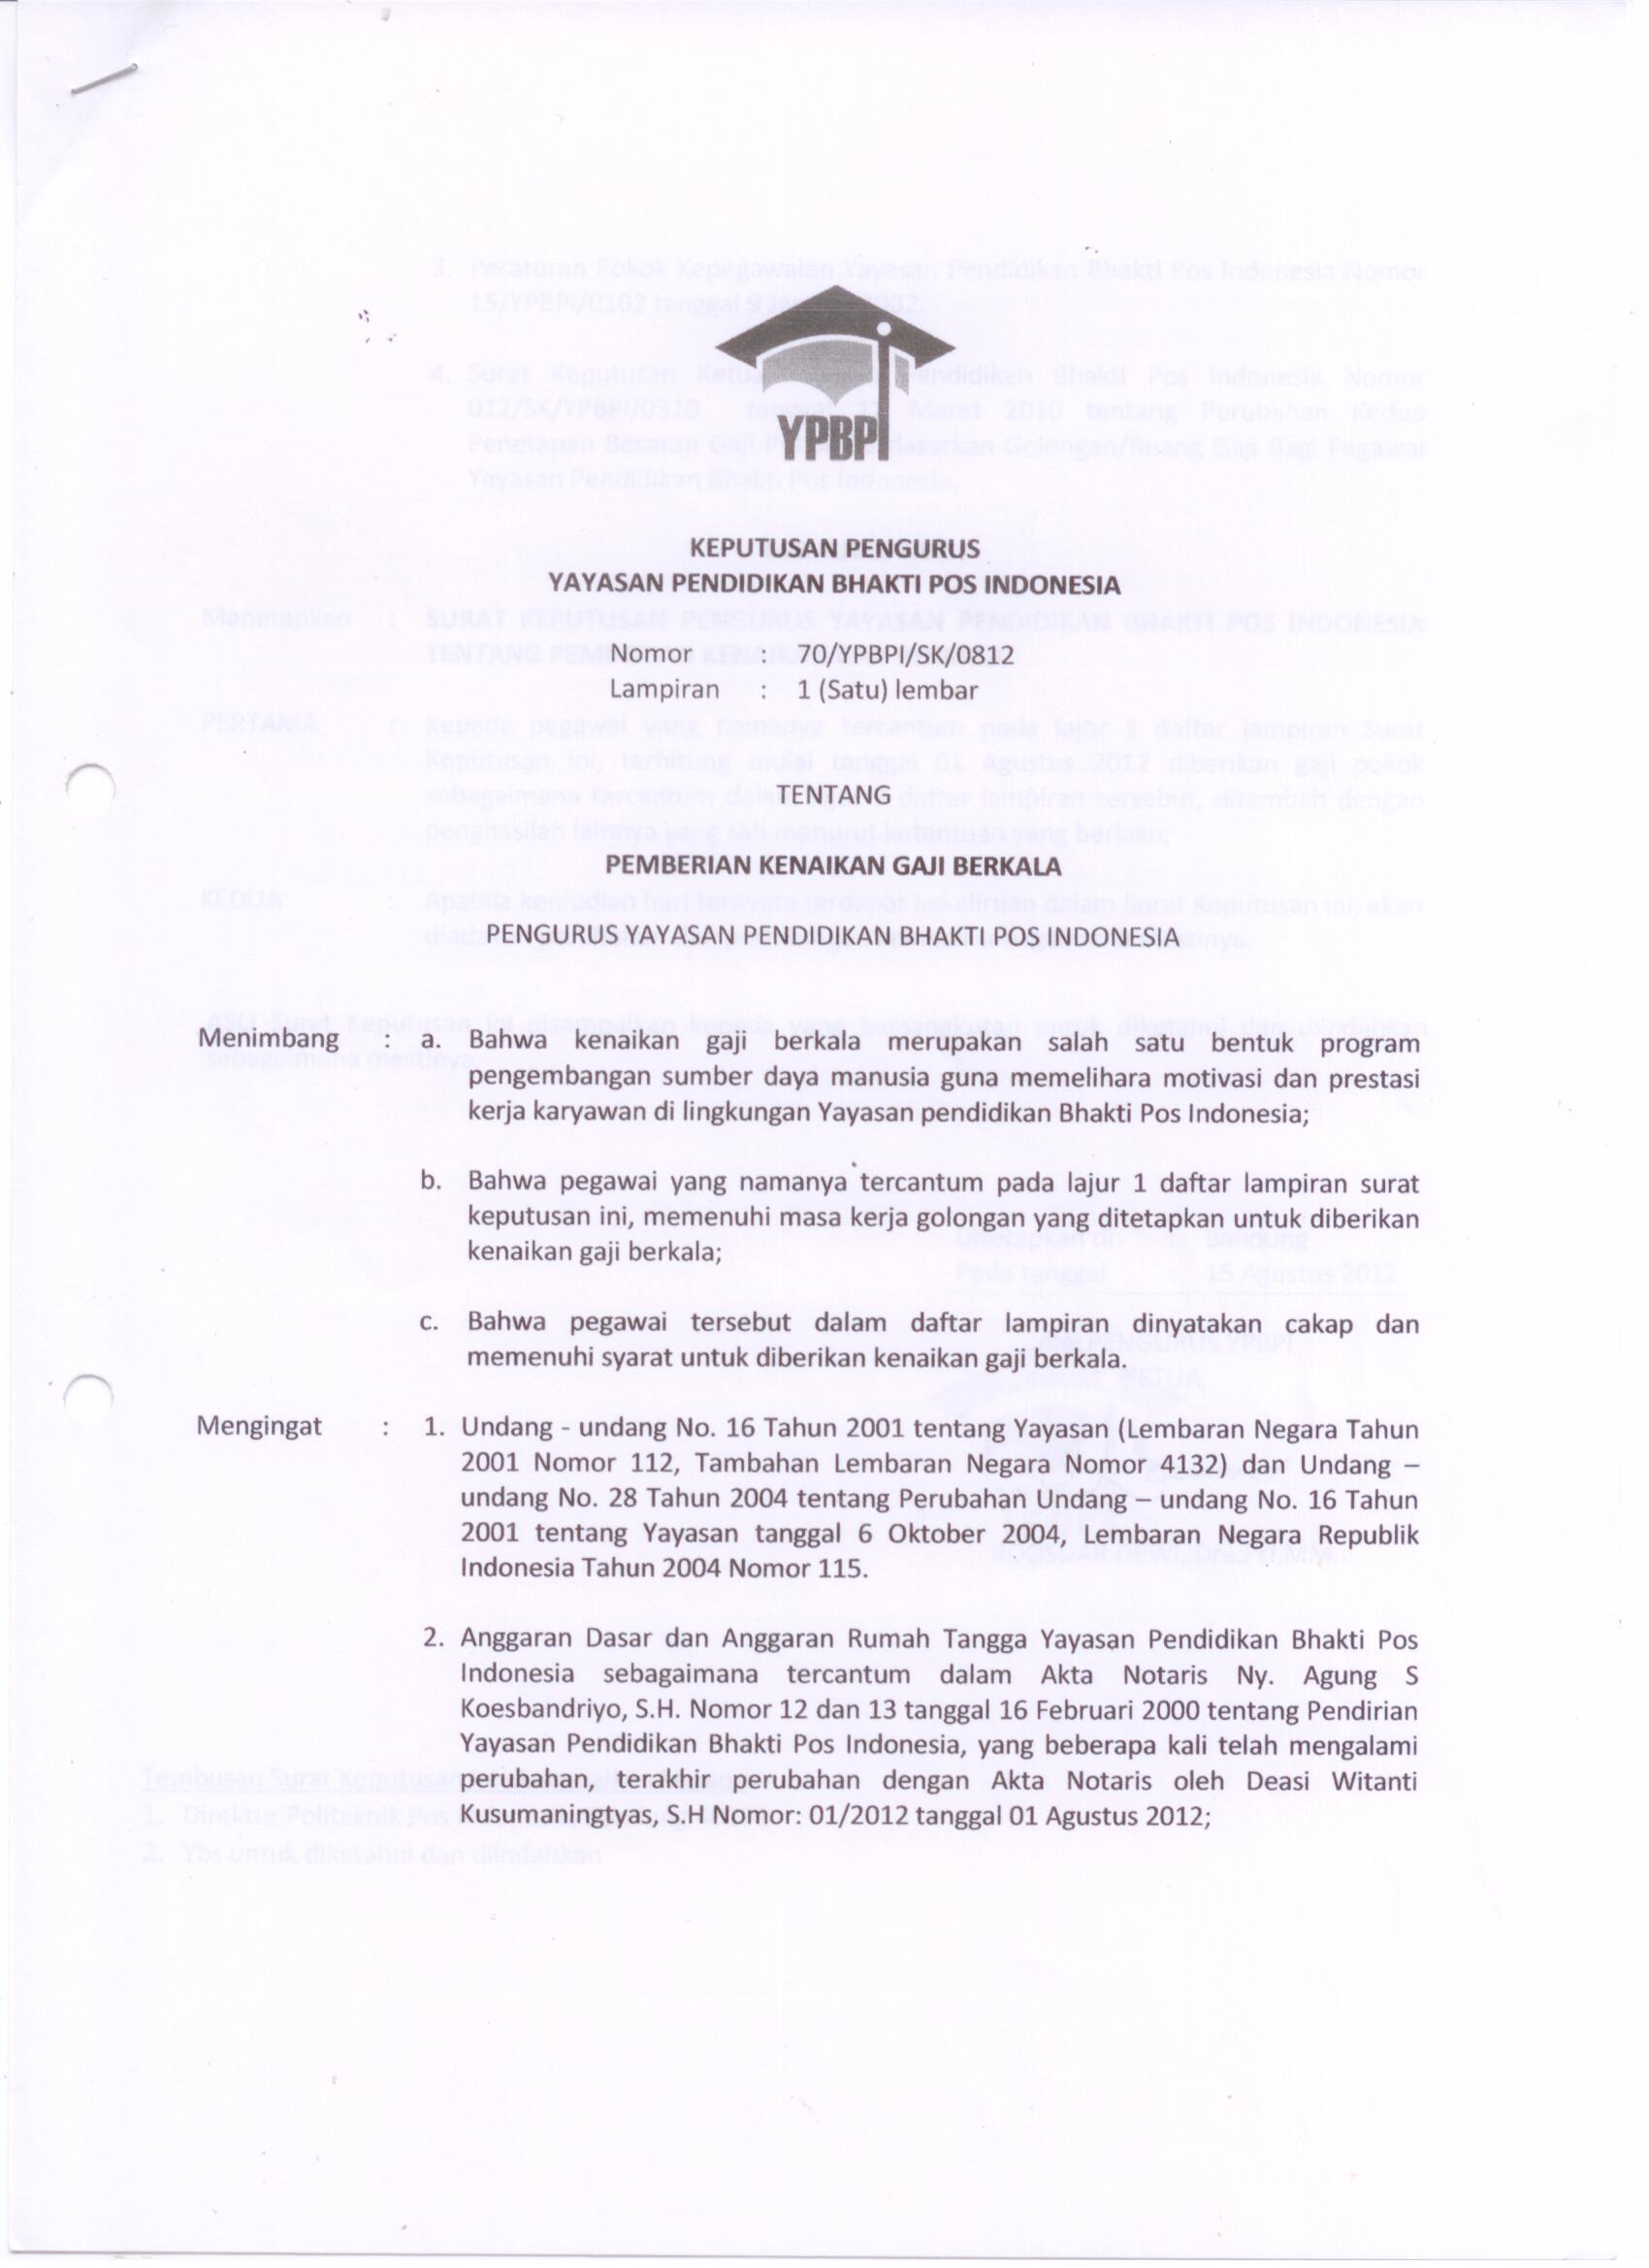 YPBPI
KEPUTUSAN PENGURUS
YAYASAN PENDIDIKAN BHAKTI POS INDONESIA
Nomor : 70/YPBPI/SK/0812
Lampiran : 1 (Satu) lembar
TENTANG
PEMBERIAN KENAIKAN GAJI BERKALA
PENGURUS YAYASAN PENDIDIKAN BHAKTI POS INDONESIA
Menimbang : a. Bahwa kenaikan gaji berkala merupakan salah satu bentuk program
pengembangan sumber daya manusia guna memelihara motivasi dan prestasi
kerja karyawan di lingkungan Yayasan pendidikan Bhakti Pos Indonesia;
b. Bahwa pegawai yang namanya tercantum pada lajur 1 daftar lampiran surat
keputusan ini, memenuhi masa kerja golongan yang ditetapkan untuk diberikan
kenaikan gaji berkala;
c. Bahwa pegawai tersebut dalam daftar lampiran dinyatakan cakap dan
memenuhi syarat untuk diberikan kenaikan gaji berkala.
Mengingat : 1. Undang - undang No. 16 Tahun 2001 tentang Yayasan (Lembaran Negara Tahun
2001 Nomor 112, Tambahan Lembaran Negara Nomor 4132) dan Undang –
undang No. 28 Tahun 2004 tentang Perubahan Undang – undang No. 16 Tahun
2001 tentang Yayasan tanggal 6 Oktober 2004, Lembaran Negara Republik
Indonesia Tahun 2004 Nomor 115.
2. Anggaran Dasar dan Anggaran Rumah Tangga Yayasan Pendidikan Bhakti Pos
Indonesia sebagaimana tercantum dalam Akta Notaris Ny. Agung S
Koesbandriyo, S.H. Nomor 12 dan 13 tanggal 16 Februari 2000 tentang Pendirian
Yayasan Pendidikan Bhakti Pos Indonesia, yang beberapa kali telah mengalami
perubahan, terakhir perubahan dengan Akta Notaris oleh Deasi Witanti
Kusumaningtyas, S.H Nomor: 01/2012 tanggal 01 Agustus 2012;